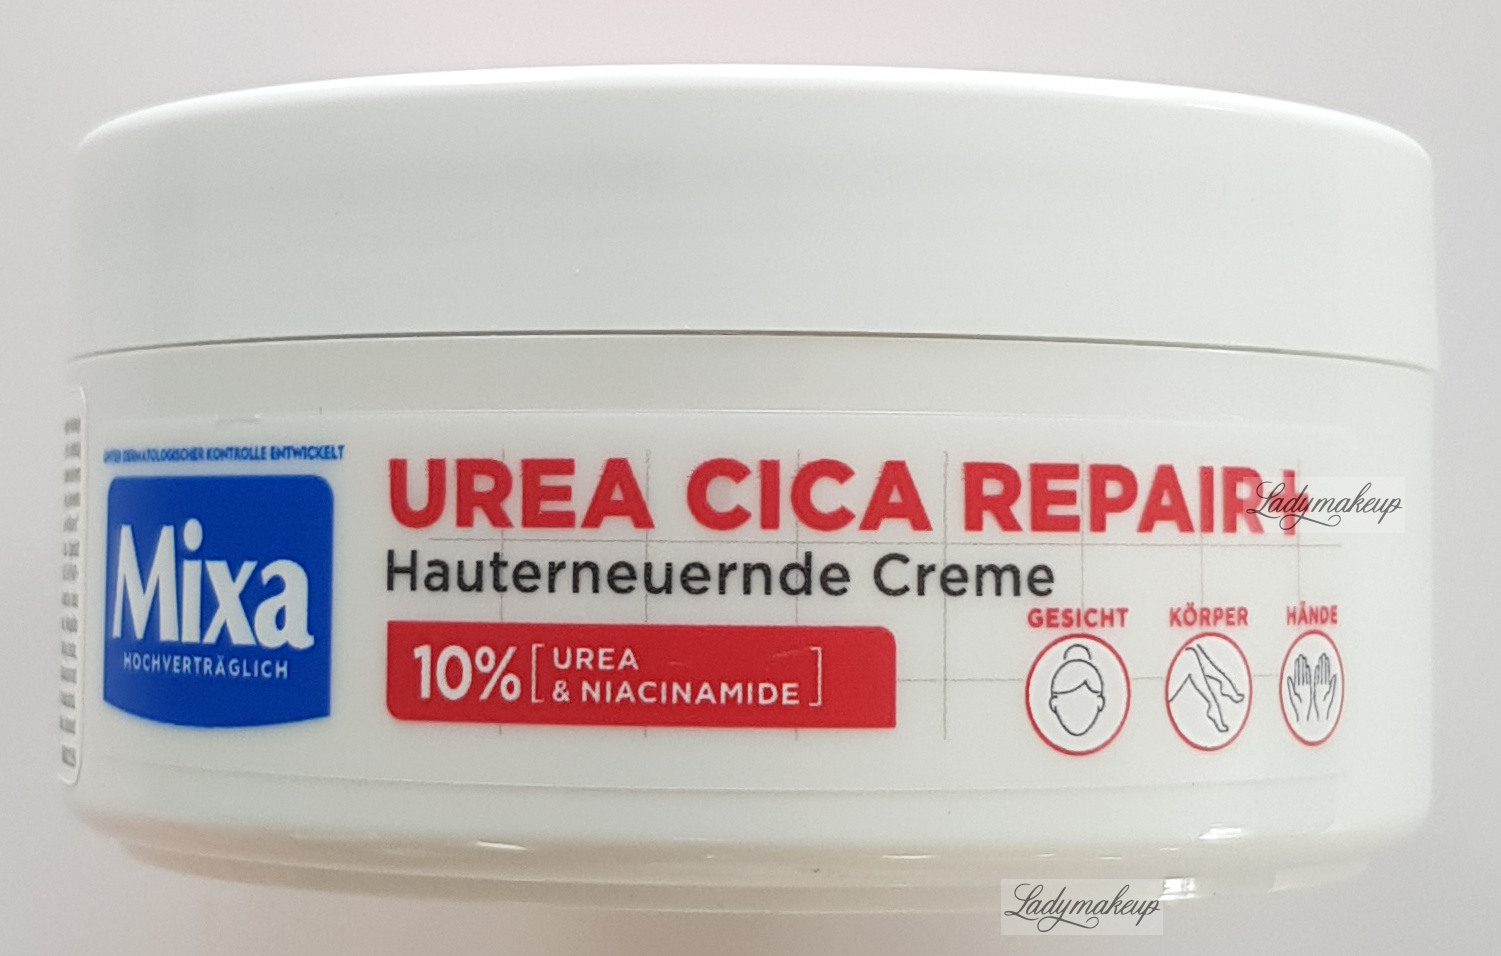 UNTER DERMATOLOGISCHER KONTROLLE ENTWICKELT
Mixa
HOCHVERTRÄGLICH
UREA CICA REPAIR+
Hauterneuernde Creme
10% [UREA
& NIACINAMIDE]
GESICHT KÖRPER HÄNDE
Ladymakeup
Ladymakeup